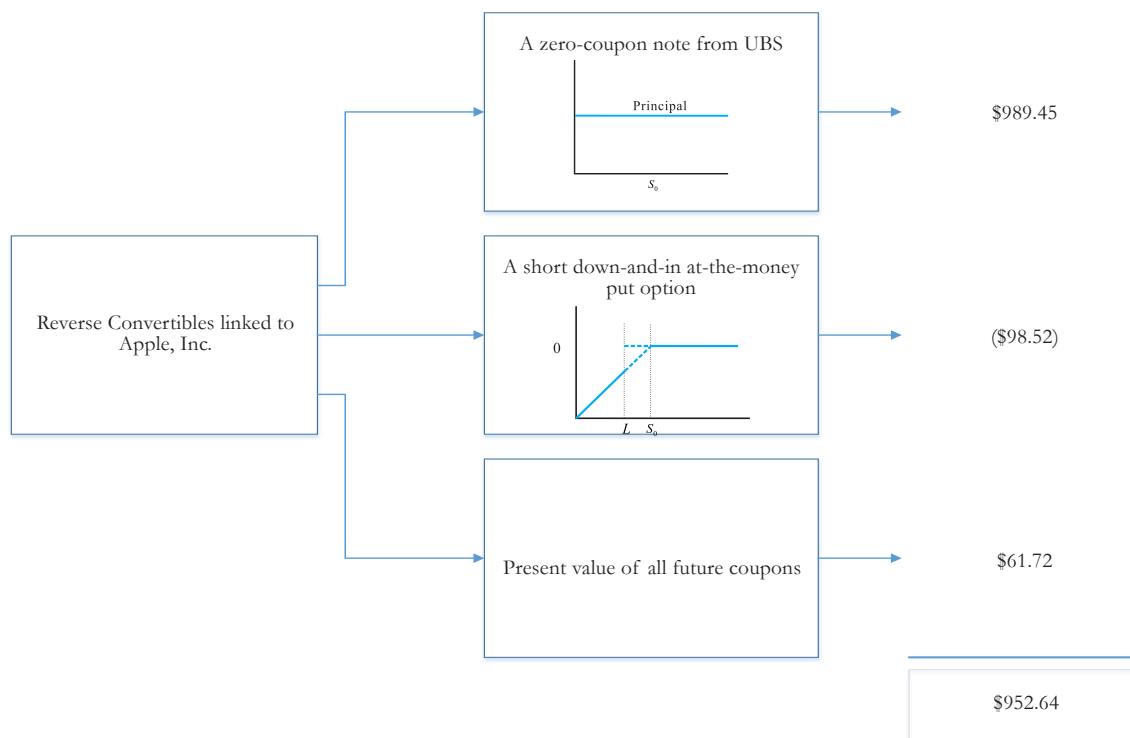 A zero-coupon note from UBS
Principal
S0
$989.45
Reverse Convertibles linked to
Apple, Inc.
A short down-and-in at-the-money
put option
0
L S0
($98.52)
Present value of all future coupons
$61.72
$952.64